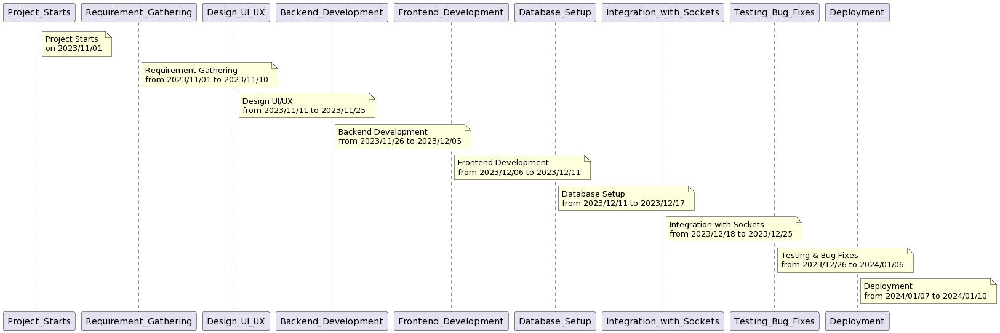 Project_Starts
Requirement_Gathering
Design_UI_UX
Backend_Development
Frontend_Development
Database_Setup
Integration_with_Sockets
Testing_Bug_Fixes
Deployment
Project Starts
on 2023/11/01
Requirement Gathering
from 2023/11/01 to 2023/11/10
Design UI/UX
from 2023/11/11 to 2023/11/25
Backend Development
from 2023/11/26 to 2023/12/05
Frontend Development
from 2023/12/06 to 2023/12/11
Database Setup
from 2023/12/11 to 2023/12/17
Integration with Sockets
from 2023/12/18 to 2023/12/25
Testing & Bug Fixes
from 2023/12/26 to 2024/01/06
Deployment
from 2024/01/07 to 2024/01/10
Project_Starts
Requirement_Gathering
Design_UI_UX
Backend_Development
Frontend_Development
Database_Setup
Integration_with_Sockets
Testing_Bug_Fixes
Deployment